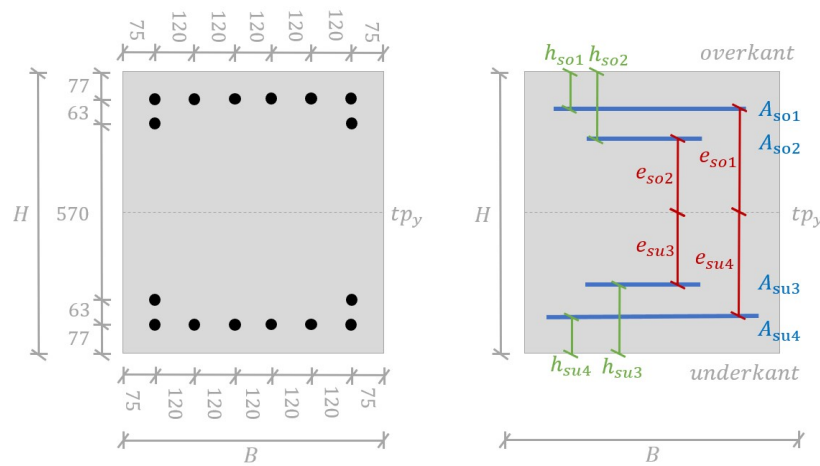 75 120 120 120 120 120 75
77
63
H
570
63
77
tp_y
75 120 120 120 120 120 75
B
h_so1 h_so2
overkant
A_so1
A_so2
e_so1
e_so2
H
tp_y
e_su3
e_su4
A_su3
A_su4
h_su4 h_su3
underkant
B